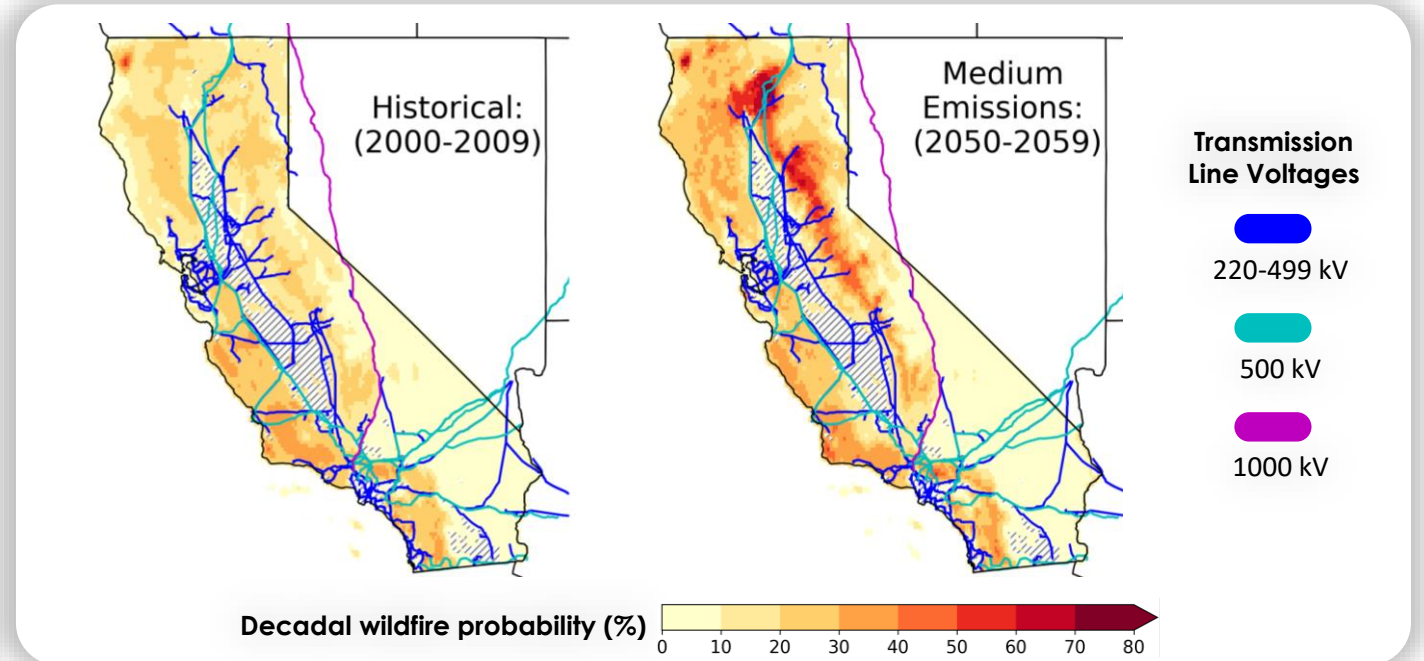 Historical:
(2000-2009)
Medium
Emissions:
(2050-2059)
Transmission
Line Voltages
220-499 kV
500 kV
1000 kV
Decadal wildfire probability (%)
0 10 20 30 40 50 60 70 80